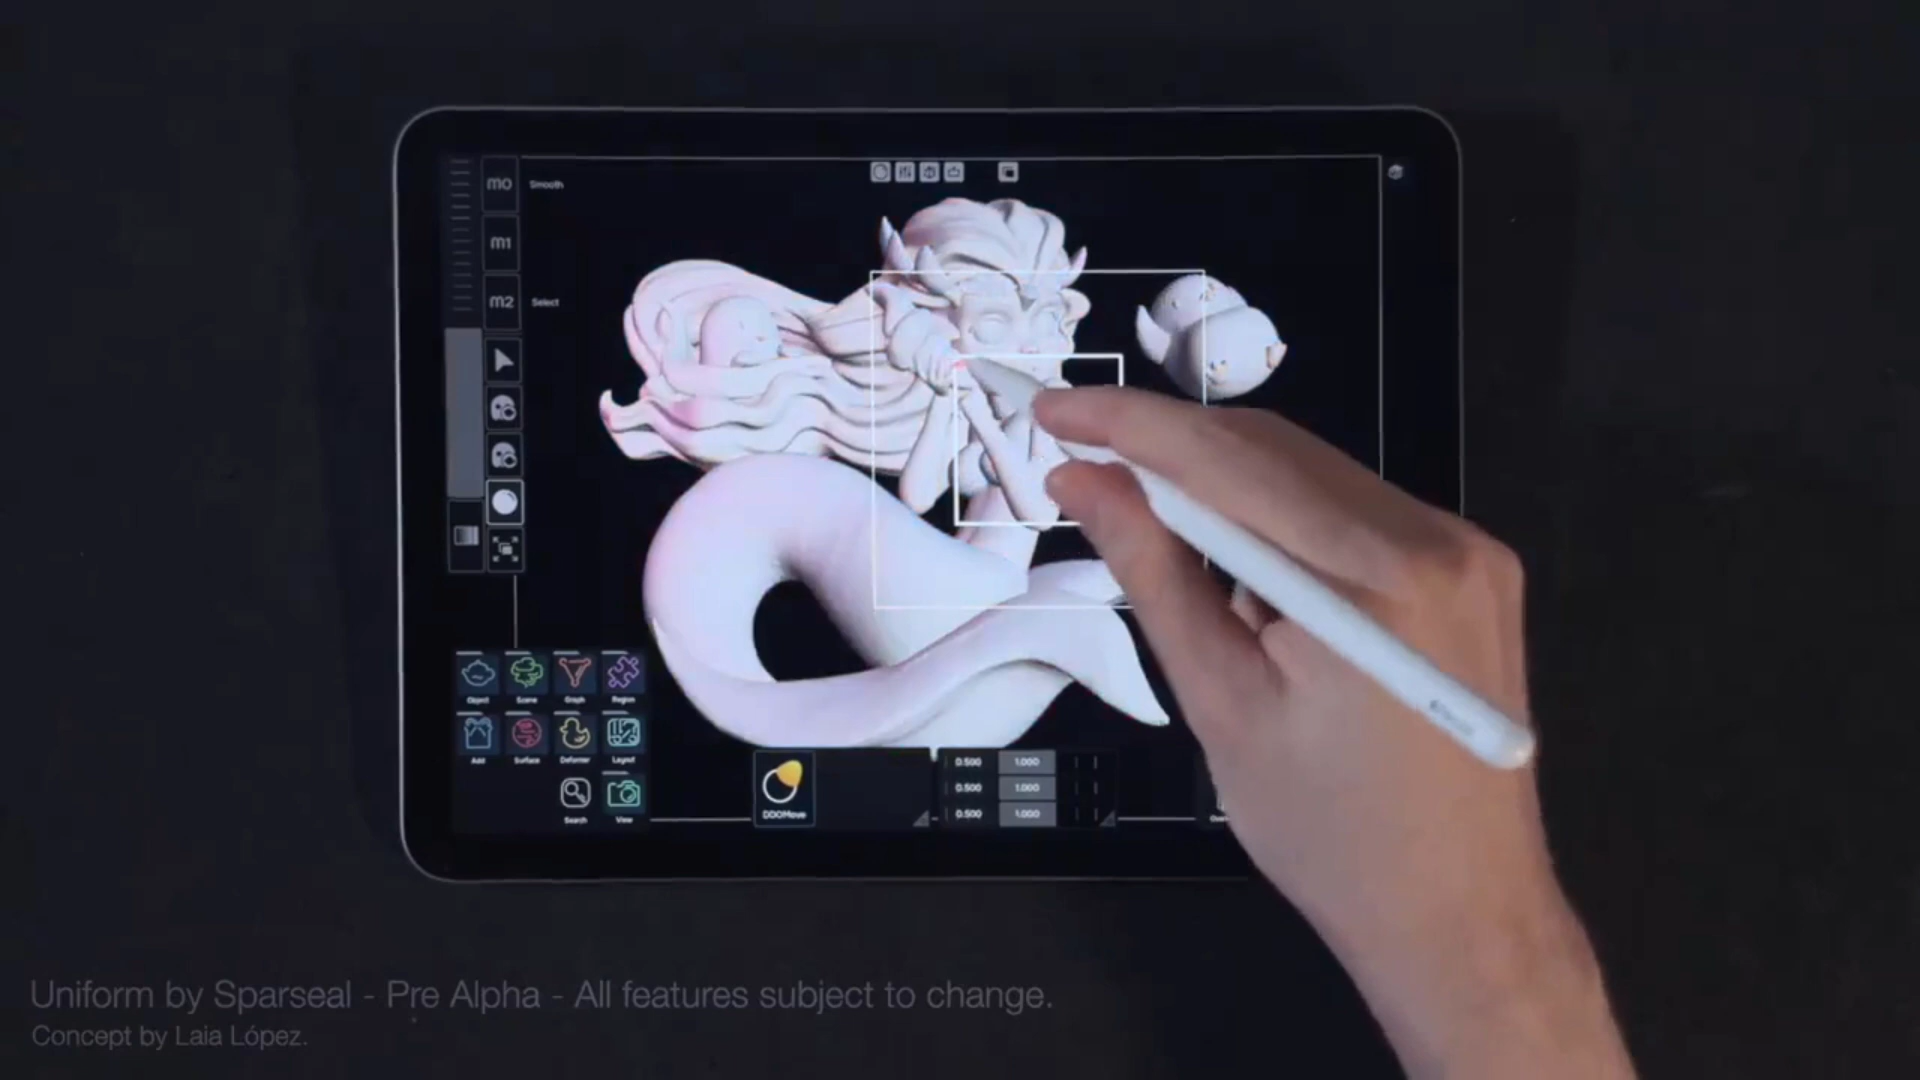 m0 Smooth
m1
m2 Select
Object Scene Graph Region
Add Surface Deformer Layout
Search View
DDOMove
0.500 1.000
0.500 1.000
0.500 1.000
Uniform by Sparseal - Pre Alpha - All features subject to change.
Concept by Laia López.